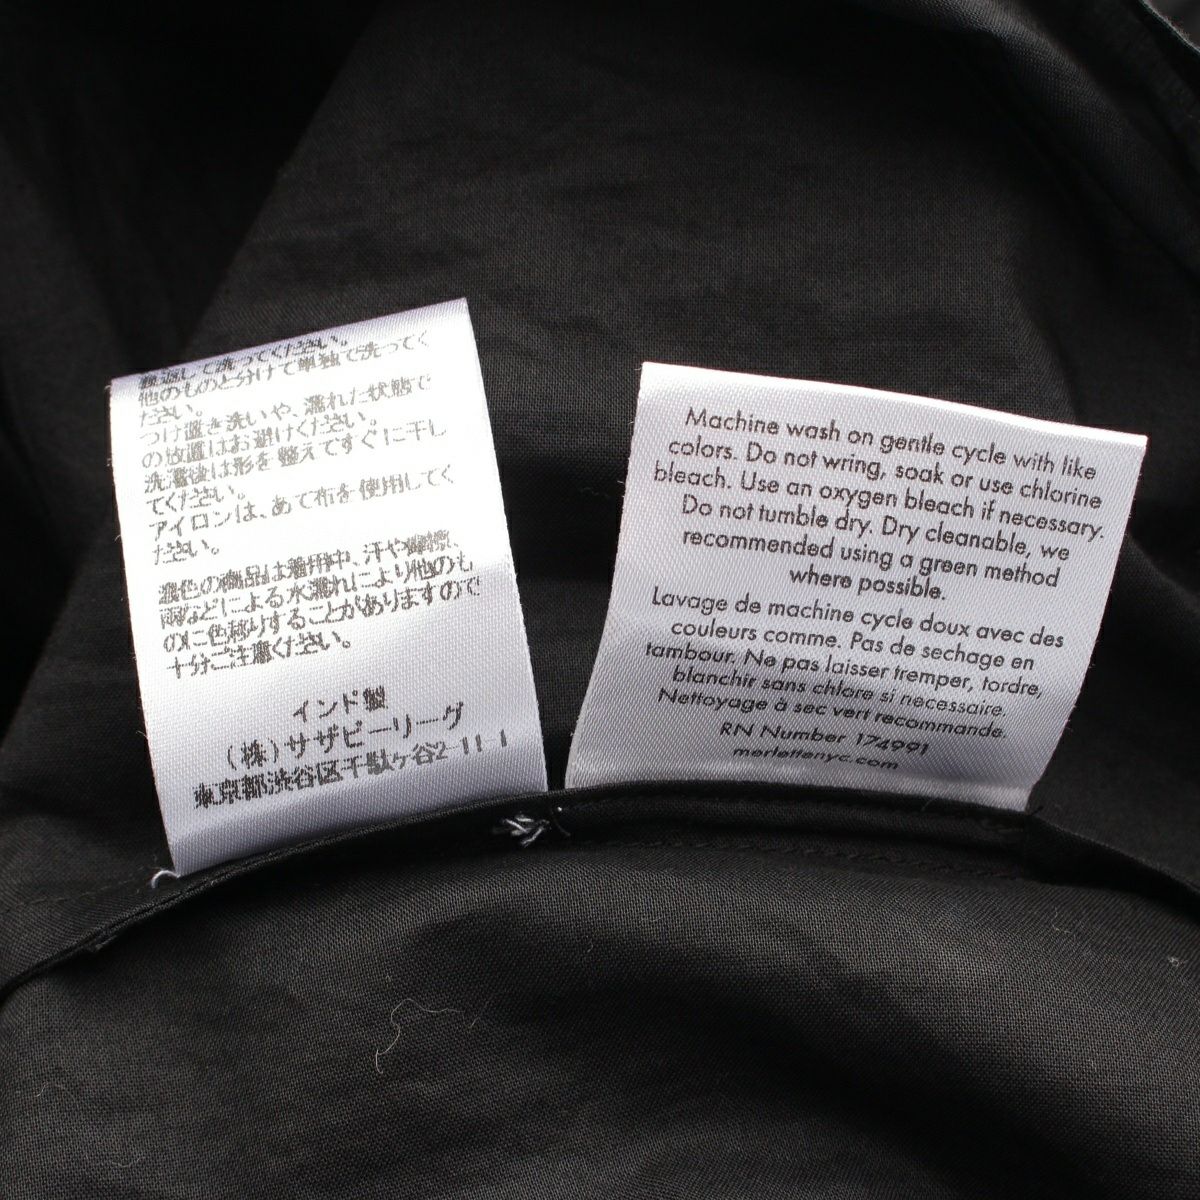 裏返して洗ってください。
他のものと分けて単独で洗ってく
ださい。
つけ置き洗いや、濡れた状態で
の放置はお避けください。
洗濯後は形を整えてすぐに干し
てください。
アイロンは、あて布を使用してく
ださい。
濃色の商品は着用中、汗や摩擦、
雨などによる水濡れにより他のも
のに色移りすることがありますので
十分ご注意ください。
インド製
(株)サザビーリーグ
東京都渋谷区千駄ヶ谷2-11-1
Machine wash on gentle cycle with like
colors. Do not wring, soak or use chlorine
bleach. Use an oxygen bleach if necessary.
Do not tumble dry. Dry cleanable, we
recommended using a green method
where possible.
Lavage de machine cycle doux avec des
couleurs comme. Pas de sechage en
tambour. Ne pas laisser tremper, tordre,
blanchir sans chlore si necessaire.
Nettoyage à sec vert recommande.
RN Number 174991
merlettenyc.com